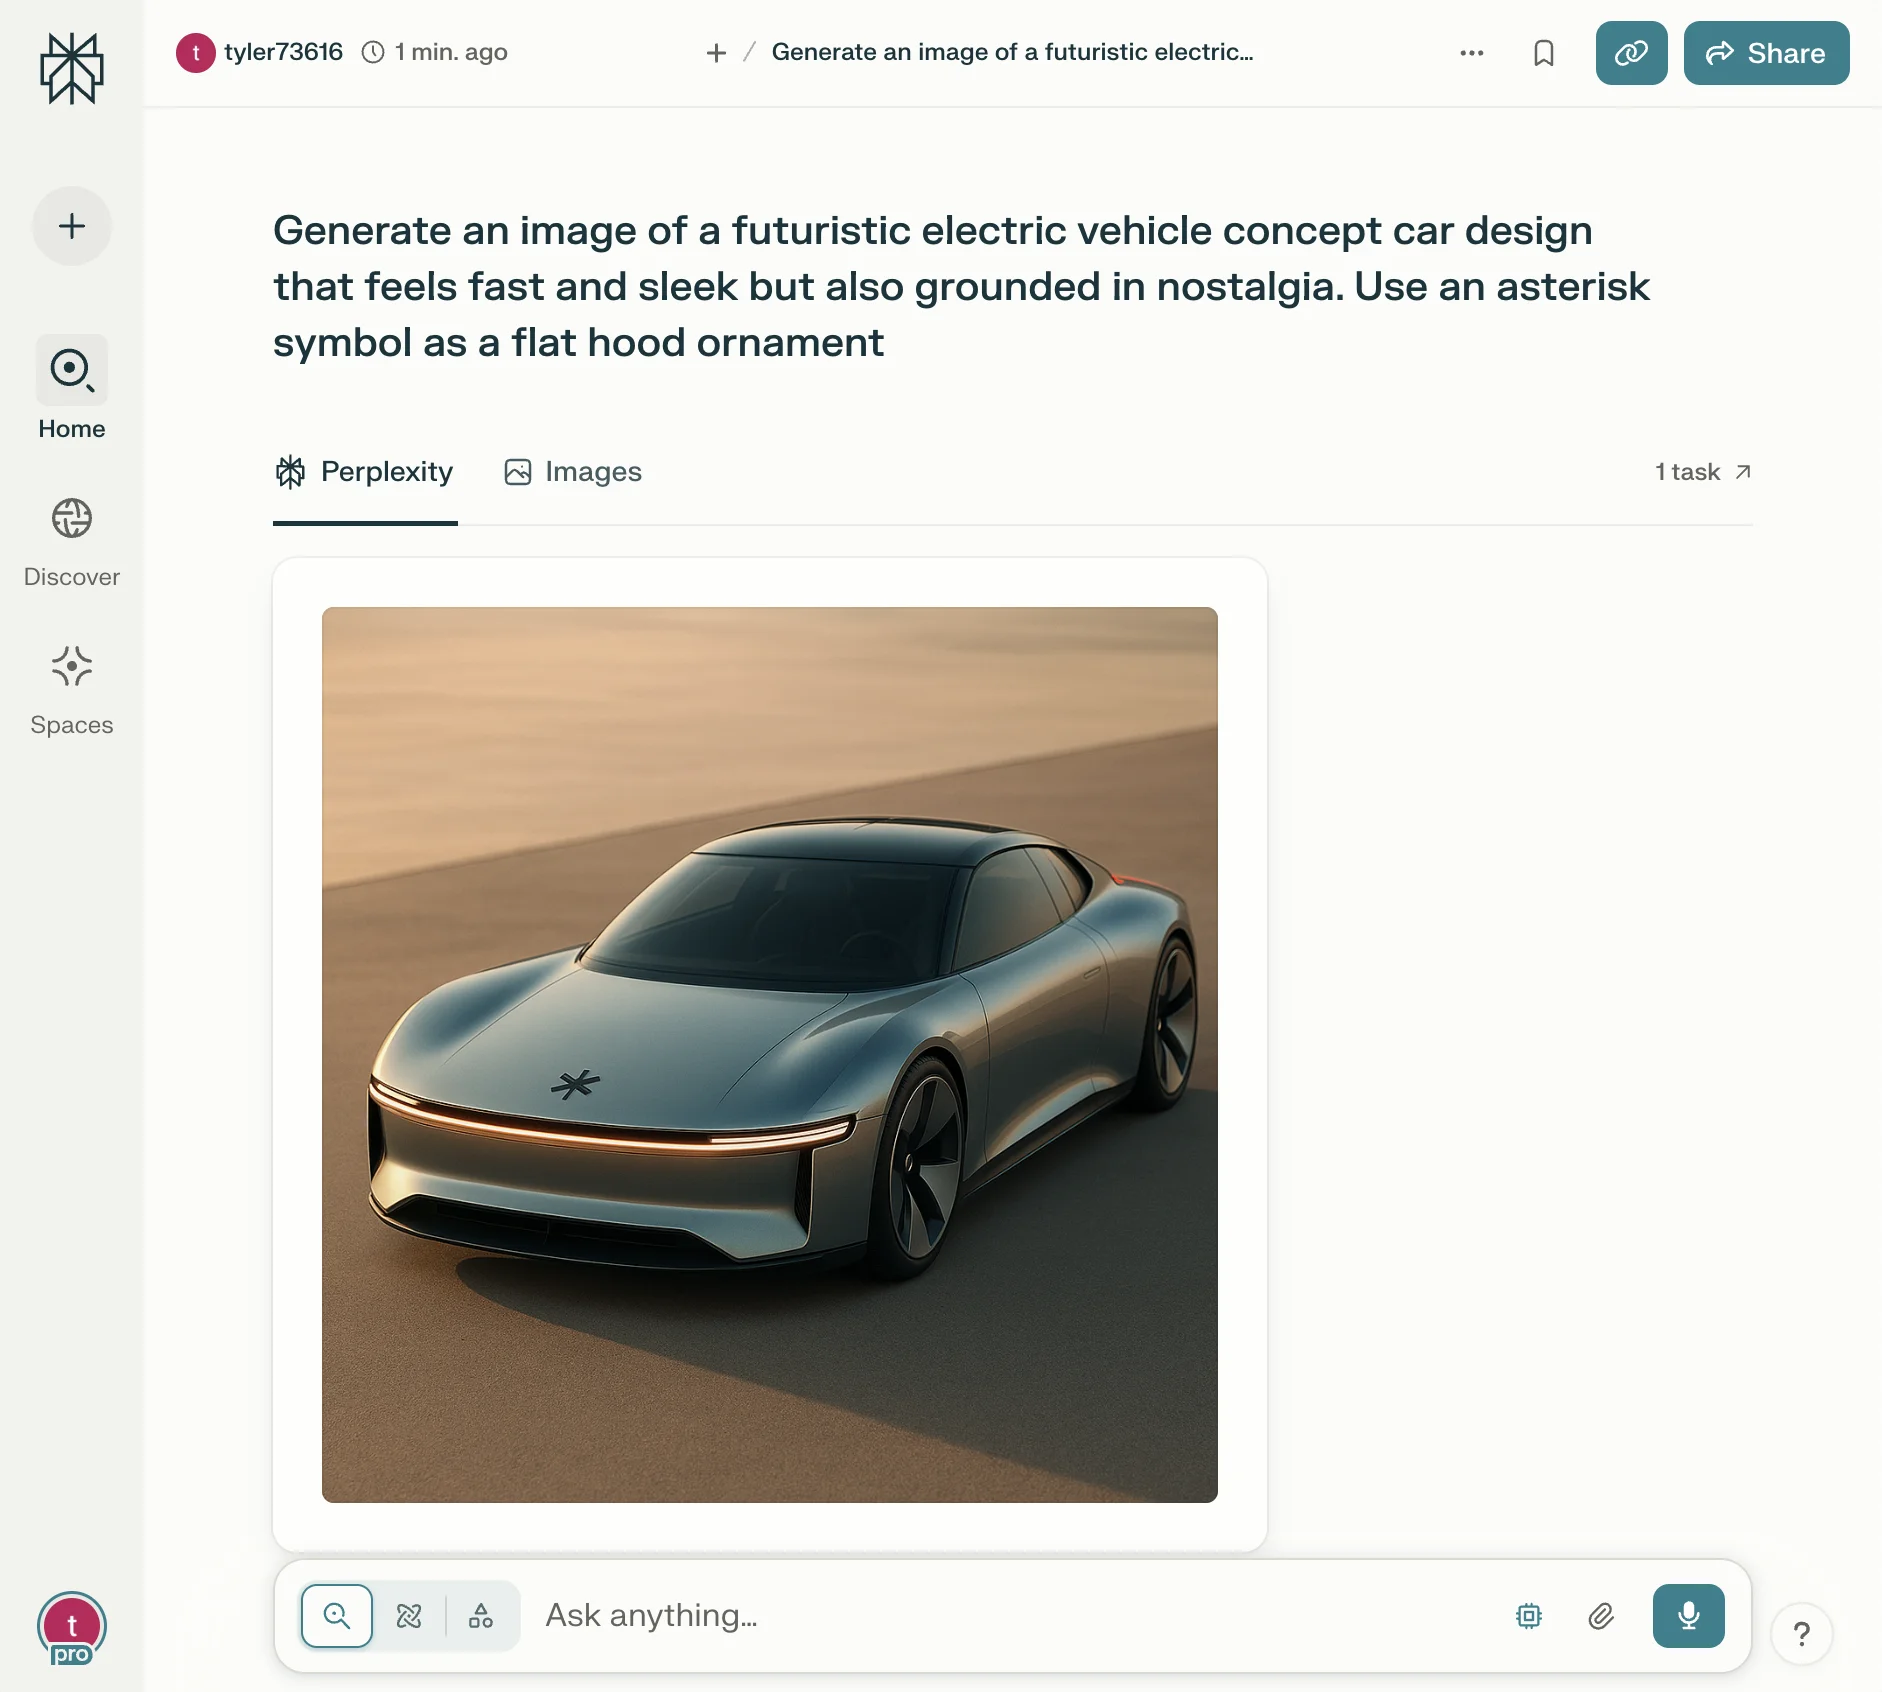 t tyler73616 1 min. ago
Generate an image of a futuristic electric...
Share
Generate an image of a futuristic electric vehicle concept car design
that feels fast and sleek but also grounded in nostalgia. Use an asterisk
symbol as a flat hood ornament
Home
Discover
Spaces
Perplexity
Images
1 task
Ask anything...
t
pro
?